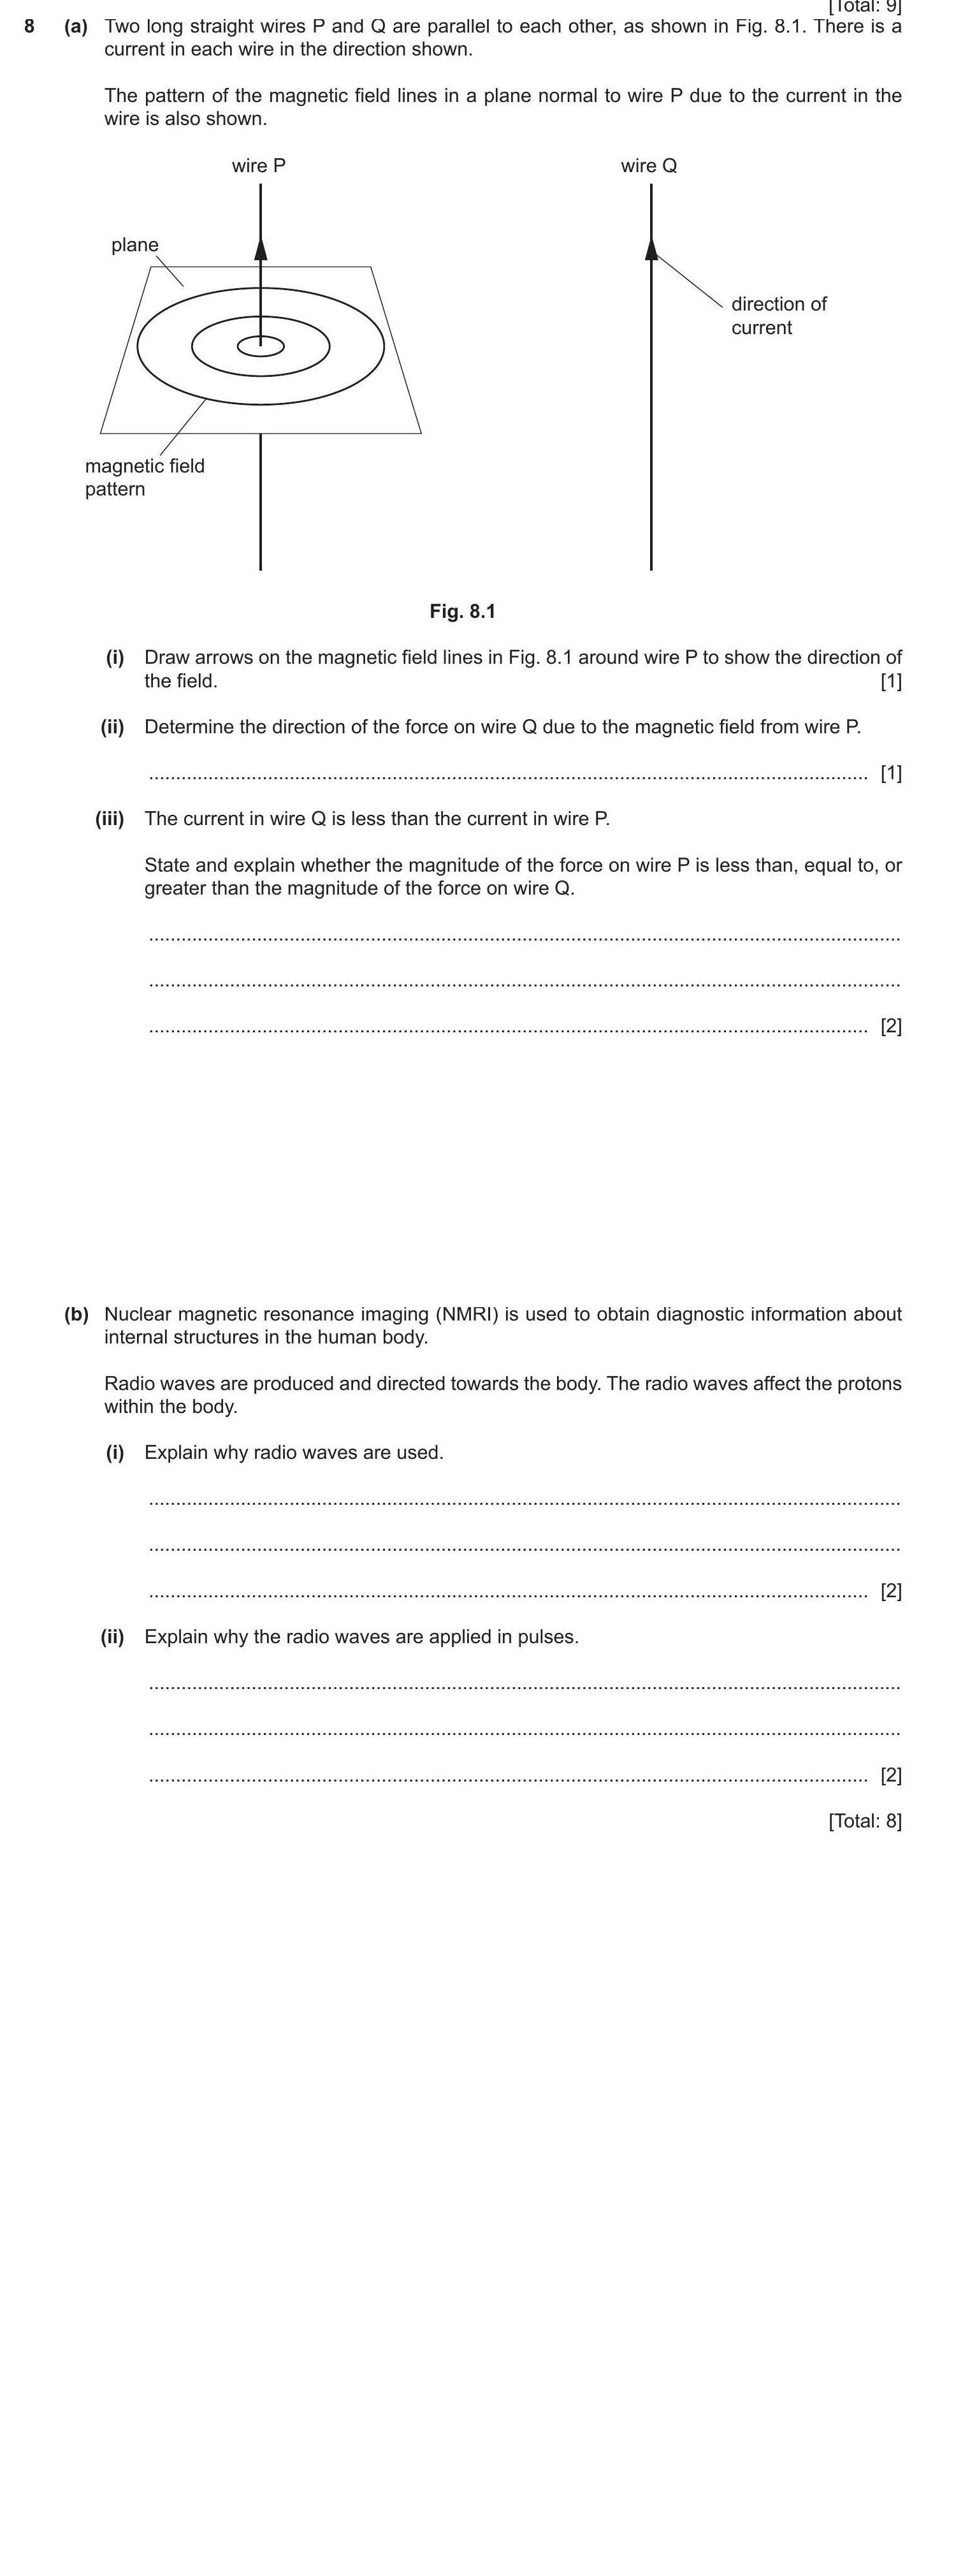 [Total: 9]
8 (a) Two long straight wires P and Q are parallel to each other, as shown in Fig. 8.1. There is a
current in each wire in the direction shown.
The pattern of the magnetic field lines in a plane normal to wire P due to the current in the
wire is also shown.
wire P
wire Q
plane
direction of
current
magnetic field
pattern
Fig. 8.1
(i) Draw arrows on the magnetic field lines in Fig. 8.1 around wire P to show the direction of
the field. [1]
(ii) Determine the direction of the force on wire Q due to the magnetic field from wire P.
[1]
(iii) The current in wire Q is less than the current in wire P.
State and explain whether the magnitude of the force on wire P is less than, equal to, or
greater than the magnitude of the force on wire Q.
[2]
(b) Nuclear magnetic resonance imaging (NMRI) is used to obtain diagnostic information about
internal structures in the human body.
Radio waves are produced and directed towards the body. The radio waves affect the protons
within the body.
(i) Explain why radio waves are used.
[2]
(ii) Explain why the radio waves are applied in pulses.
[2]
[Total: 8]